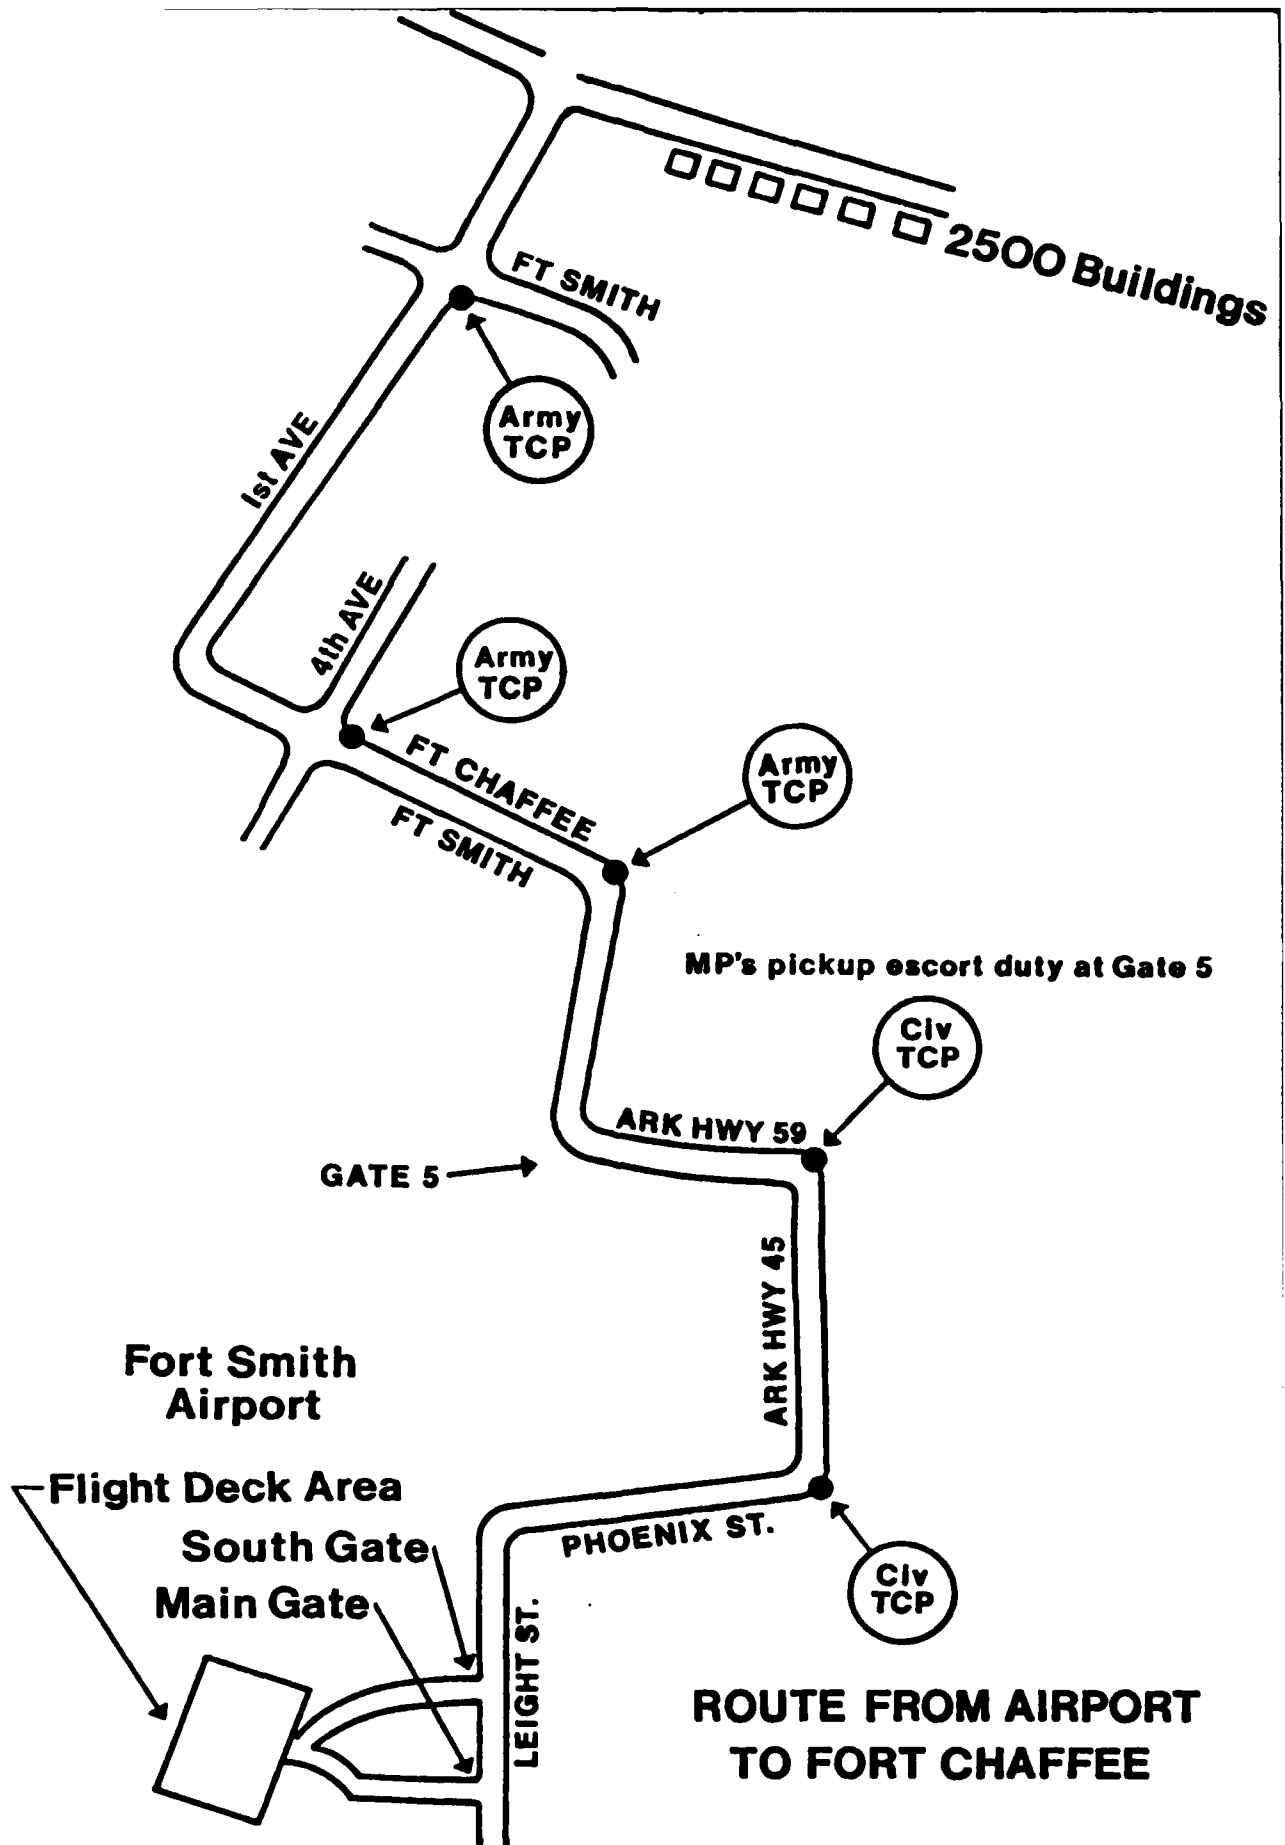 2500 Buildings
FT SMITH
Army
TCP
1st AVE
4th AVE
Army
TCP
FT CHAFFEE
FT SMITH
Army
TCP
MP's pickup escort duty at Gate 5
Civ
TCP
ARK HWY 59
GATE 5
ARK HWY 45
Fort Smith
Airport
Flight Deck Area
South Gate
Main Gate
PHOENIX ST.
Civ
TCP
LEIGHT ST.
ROUTE FROM AIRPORT
TO FORT CHAFFEE